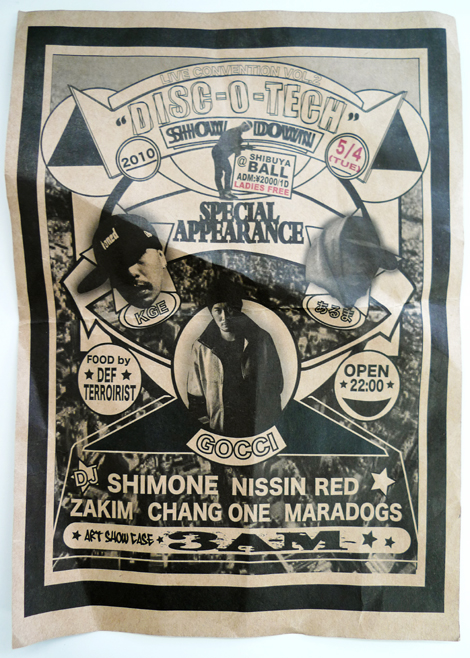 LIVE CONVENTION VOL.2
"DISC-O-TECH"
SHOW DOWN
2010
5/4
(TUE)
@ SHIBUYA
BALL
ADM:¥2000/1D
LADIES FREE
SPECIAL
APPEARANCE
KGE
FOOD by
DEF
TERROIRIST
OPEN
22:00
GOCCI
DJ
SHIMONE NISSIN RED
ZAKIM CHANG ONE MARADOGS
ART SHOW CASE 3AM